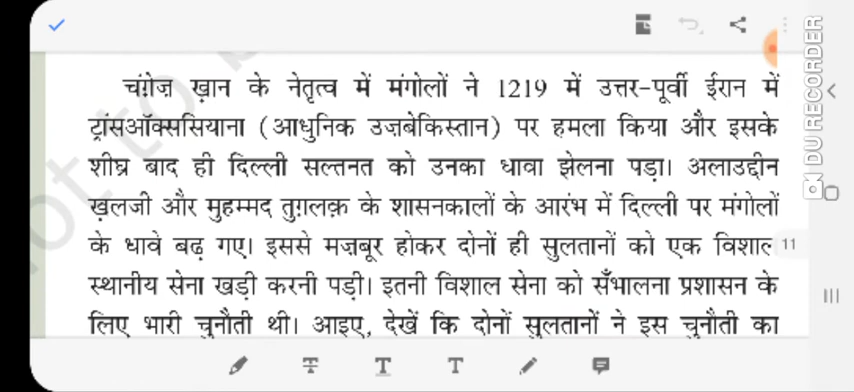 चंगेज़ ख़ान के नेतृत्व में मंगोलों ने 1219 में उत्तर-पूर्वी ईरान में
ट्रांसऑक्ससियाना (आधुनिक उज़बेकिस्तान) पर हमला किया और इसके
शीघ्र बाद ही दिल्ली सल्तनत को उनका धावा झेलना पड़ा। अलाउद्दीन
ख़लजी और मुहम्मद तुग़लक़ के शासनकालों के आरंभ में दिल्ली पर मंगोलों
के धावे बढ़ गए। इससे मज़बूर होकर दोनों ही सुलतानों को एक विशाल
11
स्थानीय सेना खड़ी करनी पड़ी। इतनी विशाल सेना को सँभालना प्रशासन के
लिए भारी चुनौती थी। आइए, देखें कि दोनों सुलतानों ने इस चुनौती का
T T T
DU RECORDER